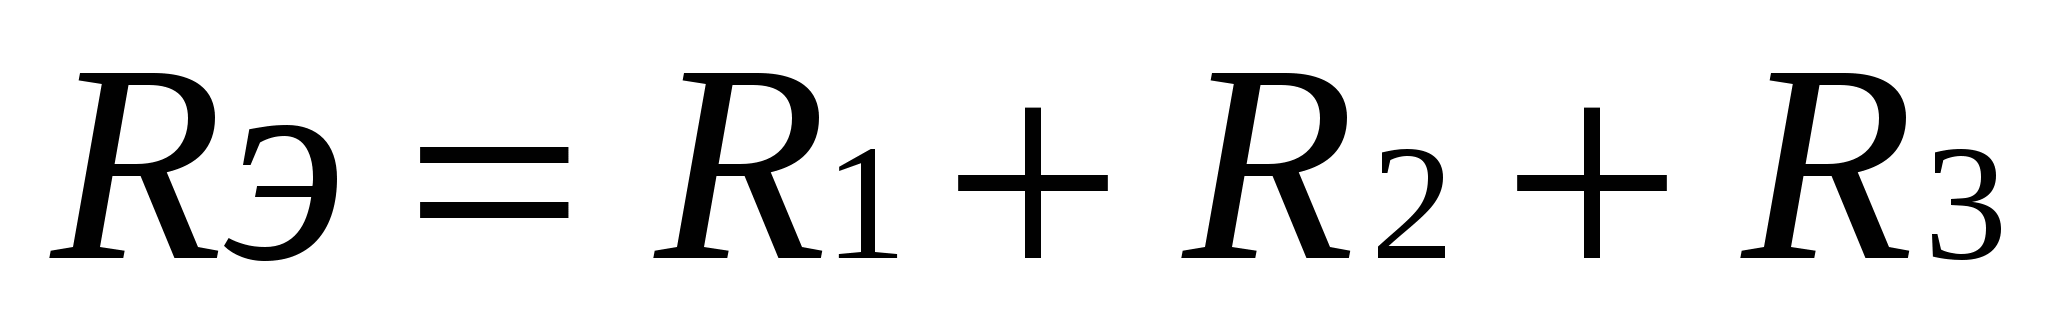 Rэ = R1 + R2 + R3